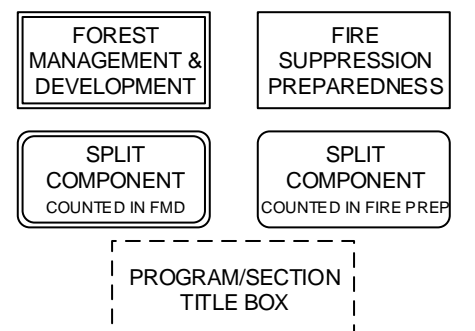 FOREST
MANAGEMENT &
DEVELOPMENT
FIRE
SUPPRESSION
PREPAREDNESS
SPLIT
COMPONENT
COUNTED IN FMD
SPLIT
COMPONENT
COUNTED IN FIRE PREP
PROGRAM/SECTION
TITLE BOX